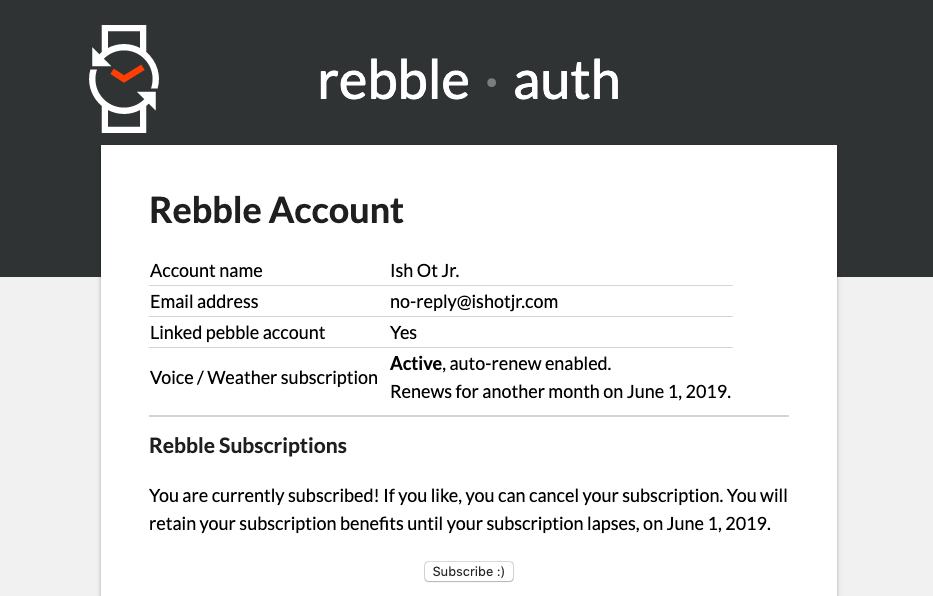 rebble · auth
Rebble Account
Account name Ish Ot Jr.
Email address no-reply@ishotjr.com
Linked pebble account Yes
Voice / Weather subscription Active, auto-renew enabled.
Renews for another month on June 1, 2019.
Rebble Subscriptions
You are currently subscribed! If you like, you can cancel your subscription. You will
retain your subscription benefits until your subscription lapses, on June 1, 2019.
Subscribe :)